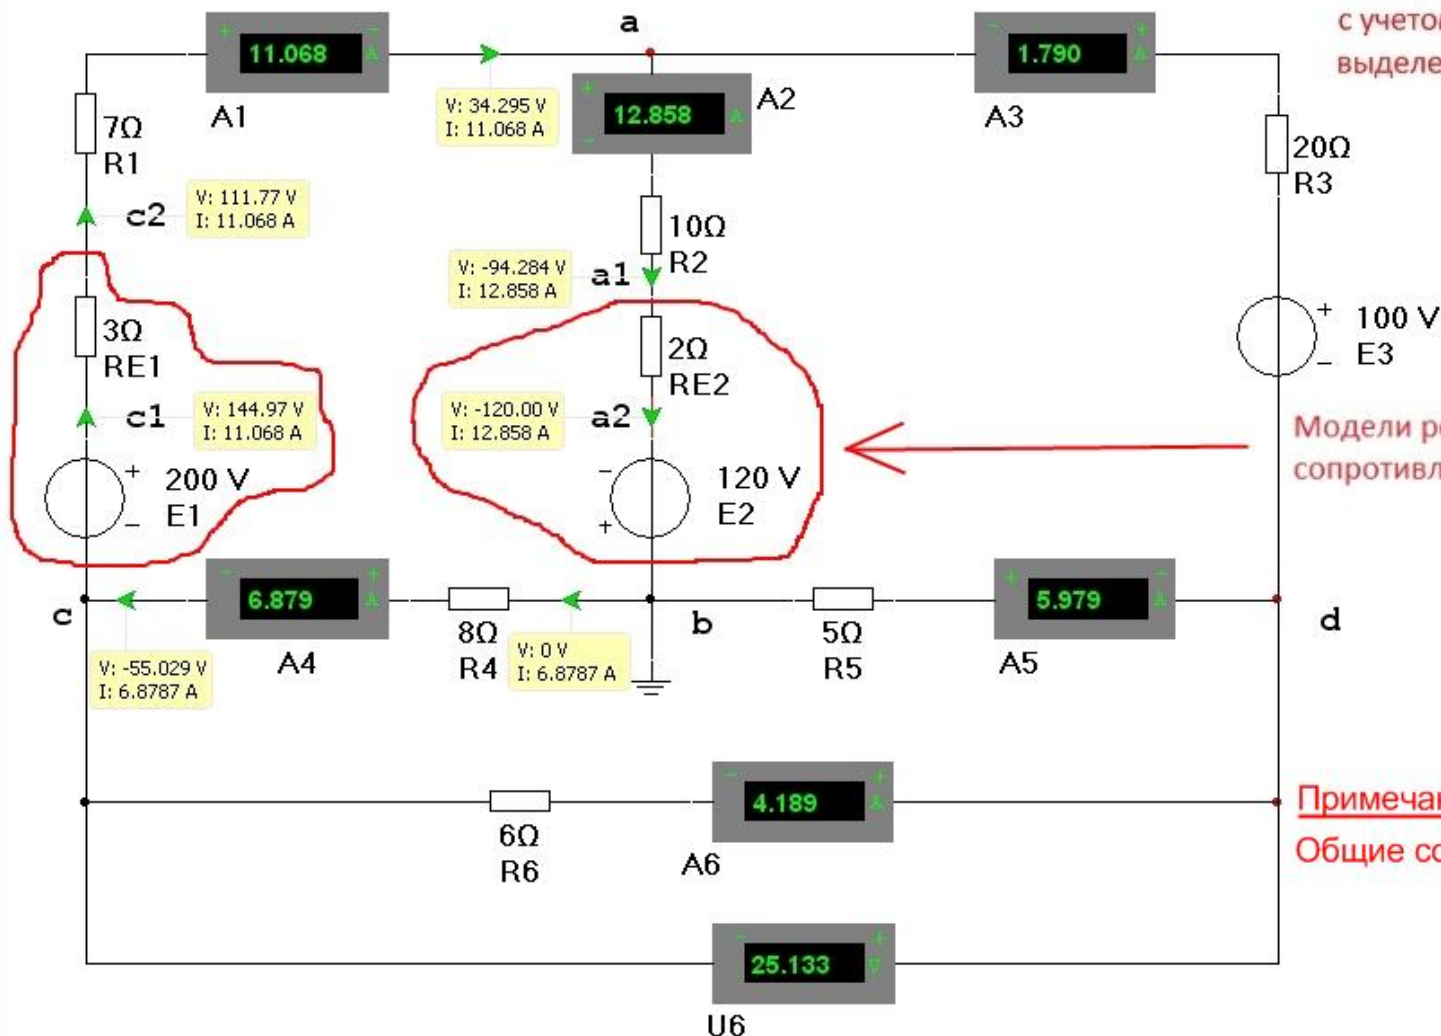 с учетом
выделе
a
11.068
A
A1
V: 34.295 V
I: 11.068 A
12.858
A
A2
1.790
A
A3
7Ω
R1
20Ω
R3
c2
V: 111.77 V
I: 11.068 A
10Ω
R2
V: -94.284 V
I: 12.858 A
a1
3Ω
RE1
2Ω
RE2
100 V
E3
c1
V: 144.97 V
I: 11.068 A
V: -120.00 V
I: 12.858 A
a2
Модели р
сопротивл
200 V
E1
120 V
E2
c
6.879
A
A4
8Ω
R4
b
5Ω
R5
5.979
A
A5
d
V: -55.029 V
I: 6.8787 A
V: 0 V
I: 6.8787 A
6Ω
R6
4.189
A
A6
Примеча
Общие со
25.133
V
U6